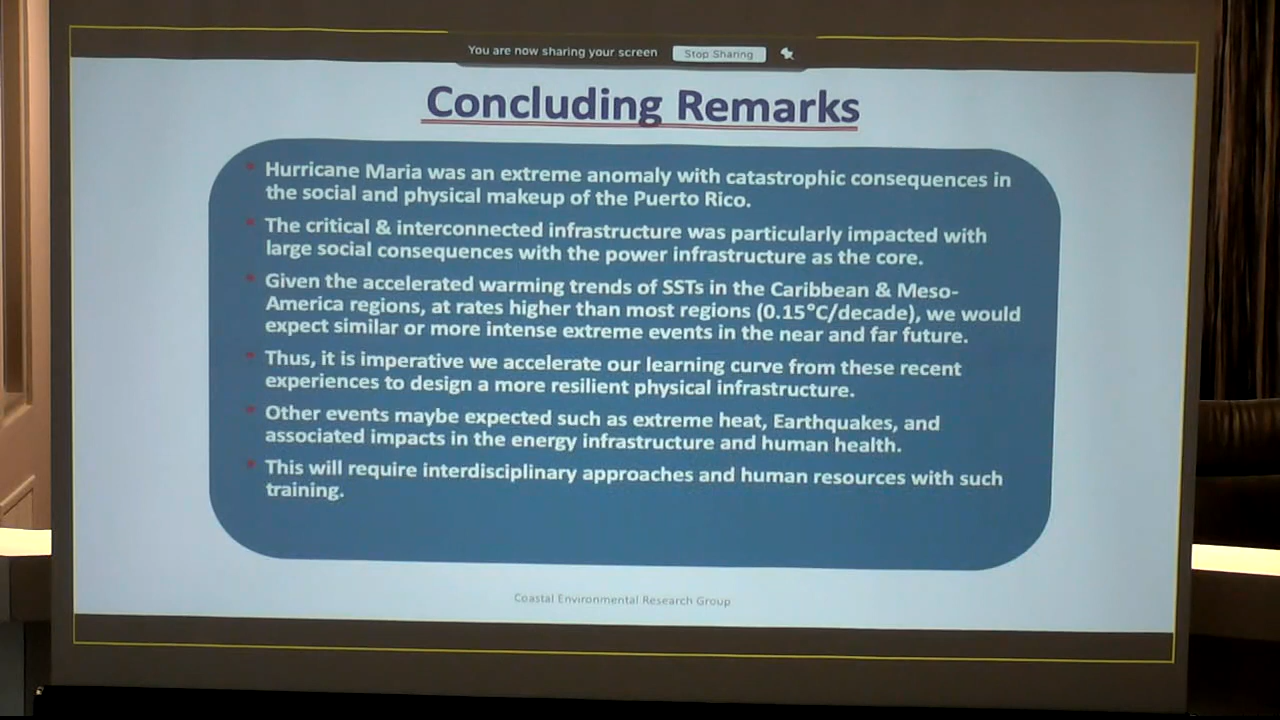 You are now sharing your screen Stop Sharing
Concluding Remarks
Hurricane Maria was an extreme anomaly with catastrophic consequences in
the social and physical makeup of the Puerto Rico.
The critical & interconnected infrastructure was particularly impacted with
large social consequences with the power infrastructure as the core.
Given the accelerated warming trends of SSTs in the Caribbean & Meso-
America regions, at rates higher than most regions (0.15°C/decade), we would
expect similar or more intense extreme events in the near and far future.
Thus, it is imperative we accelerate our learning curve from these recent
experiences to design a more resilient physical infrastructure.
Other events maybe expected such as extreme heat, Earthquakes, and
associated impacts in the energy infrastructure and human health.
This will require interdisciplinary approaches and human resources with such
training.
Coastal Environmental Research Group